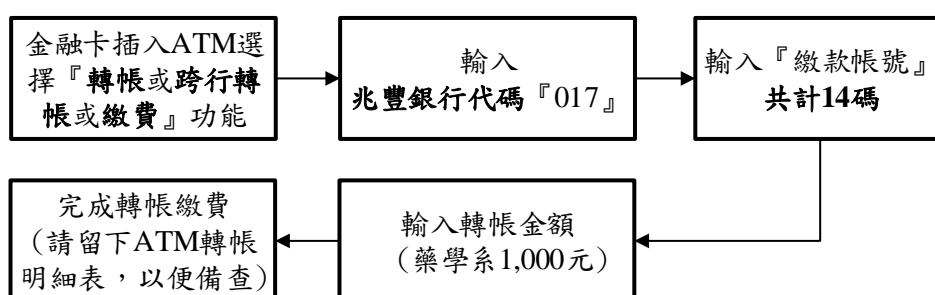 金融卡插入ATM選
擇『轉帳或跨行轉
帳或繳費』功能
輸入
兆豐銀行代碼『017』
輸入『繳款帳號』
共計14碼
輸入轉帳金額
（藥學系1,000元）
完成轉帳繳費
（請留下ATM轉帳
明細表，以便備查）